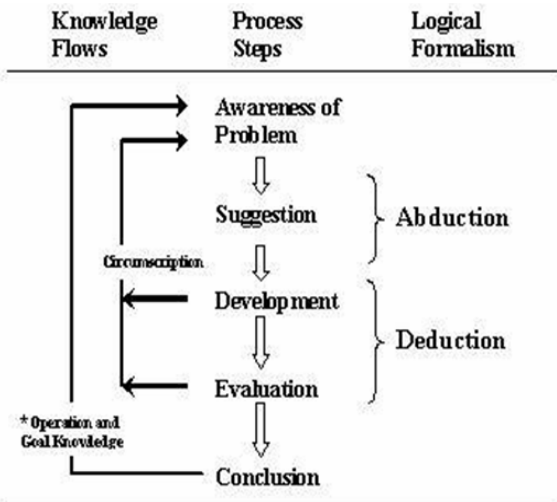 Knowledge Process Logical
Flows Steps Formalism
Awareness of
Problem
Suggestion
Abduction
Circumscription
Development
Deduction
Evaluation
* Operation and
Goal Knowledge
Conclusion